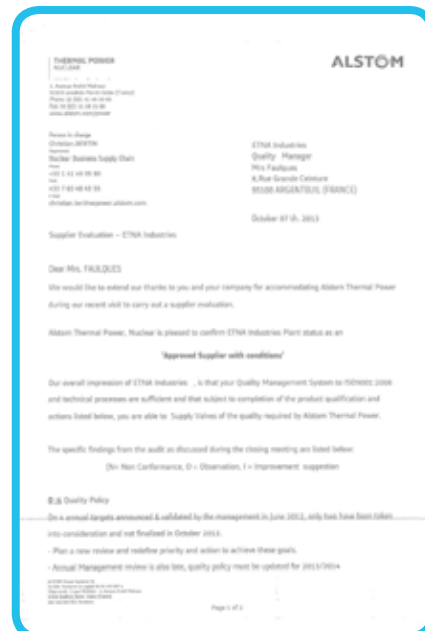 THERMAL POWER
NUCLEAR
ALSTOM
Person in charge
Christian BERTIN
Nuclear Business Supply Chain
ETNA Industries
Quality Manager
Mrs Faulques
4,Rue Grande Ceinture
95100 ARGENTEUIL (FRANCE)
October 07 th. 2013
Supplier Evaluation – ETNA Industries
Dear Mrs. FAULQUES
We would like to extend our thanks to you and your company for accommodating Alstom Thermal Power
during our recent visit to carry out a supplier evaluation.
Alstom Thermal Power, Nuclear is pleased to confirm ETNA Industries Plant status as an
'Approved Supplier with conditions'
Our overall impression of ETNA Industries , is that your Quality Management System to ISO9001 2008
and technical processes are sufficient and that subject to completion of the product qualification and
actions listed below, you are able to Supply Valves of the quality required by Alstom Thermal Power.
The specific findings from the audit as discussed during the closing meeting are listed below:
(N= Non Conformance, O = Observation, I = Improvement suggestion
Quality Policy
On annual targets announced & validated by the management in June 2012, only two have been taken
into consideration and not finalized in October 2013.
- Plan a new review and redefine priority and action to achieve these goals.
- Annual Management review is also late, quality policy must be updated for 2013/2014
Page 1 of 2